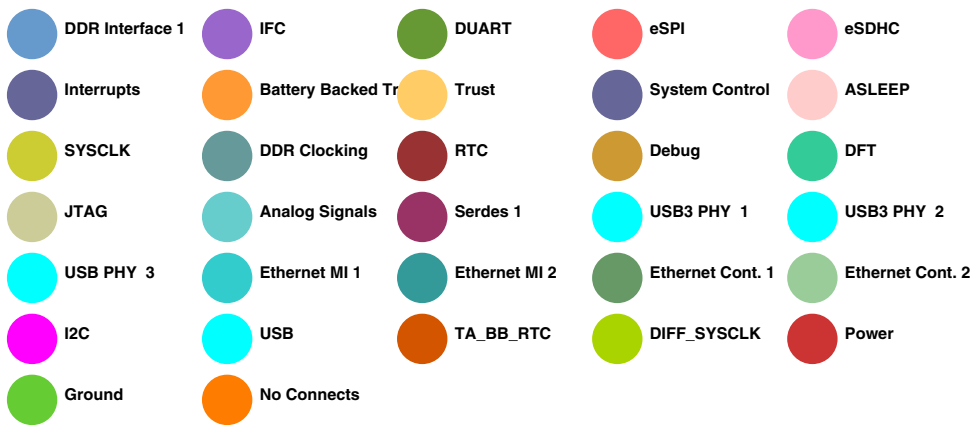 DDR Interface 1 IFC DUART eSPI eSDHC
Interrupts Battery Backed Tr Trust System Control ASLEEP
SYSCLK DDR Clocking RTC Debug DFT
JTAG Analog Signals Serdes 1 USB3 PHY 1 USB3 PHY 2
USB PHY 3 Ethernet MI 1 Ethernet MI 2 Ethernet Cont. 1 Ethernet Cont. 2
I2C USB TA_BB_RTC DIFF_SYSCLK Power
Ground No Connects